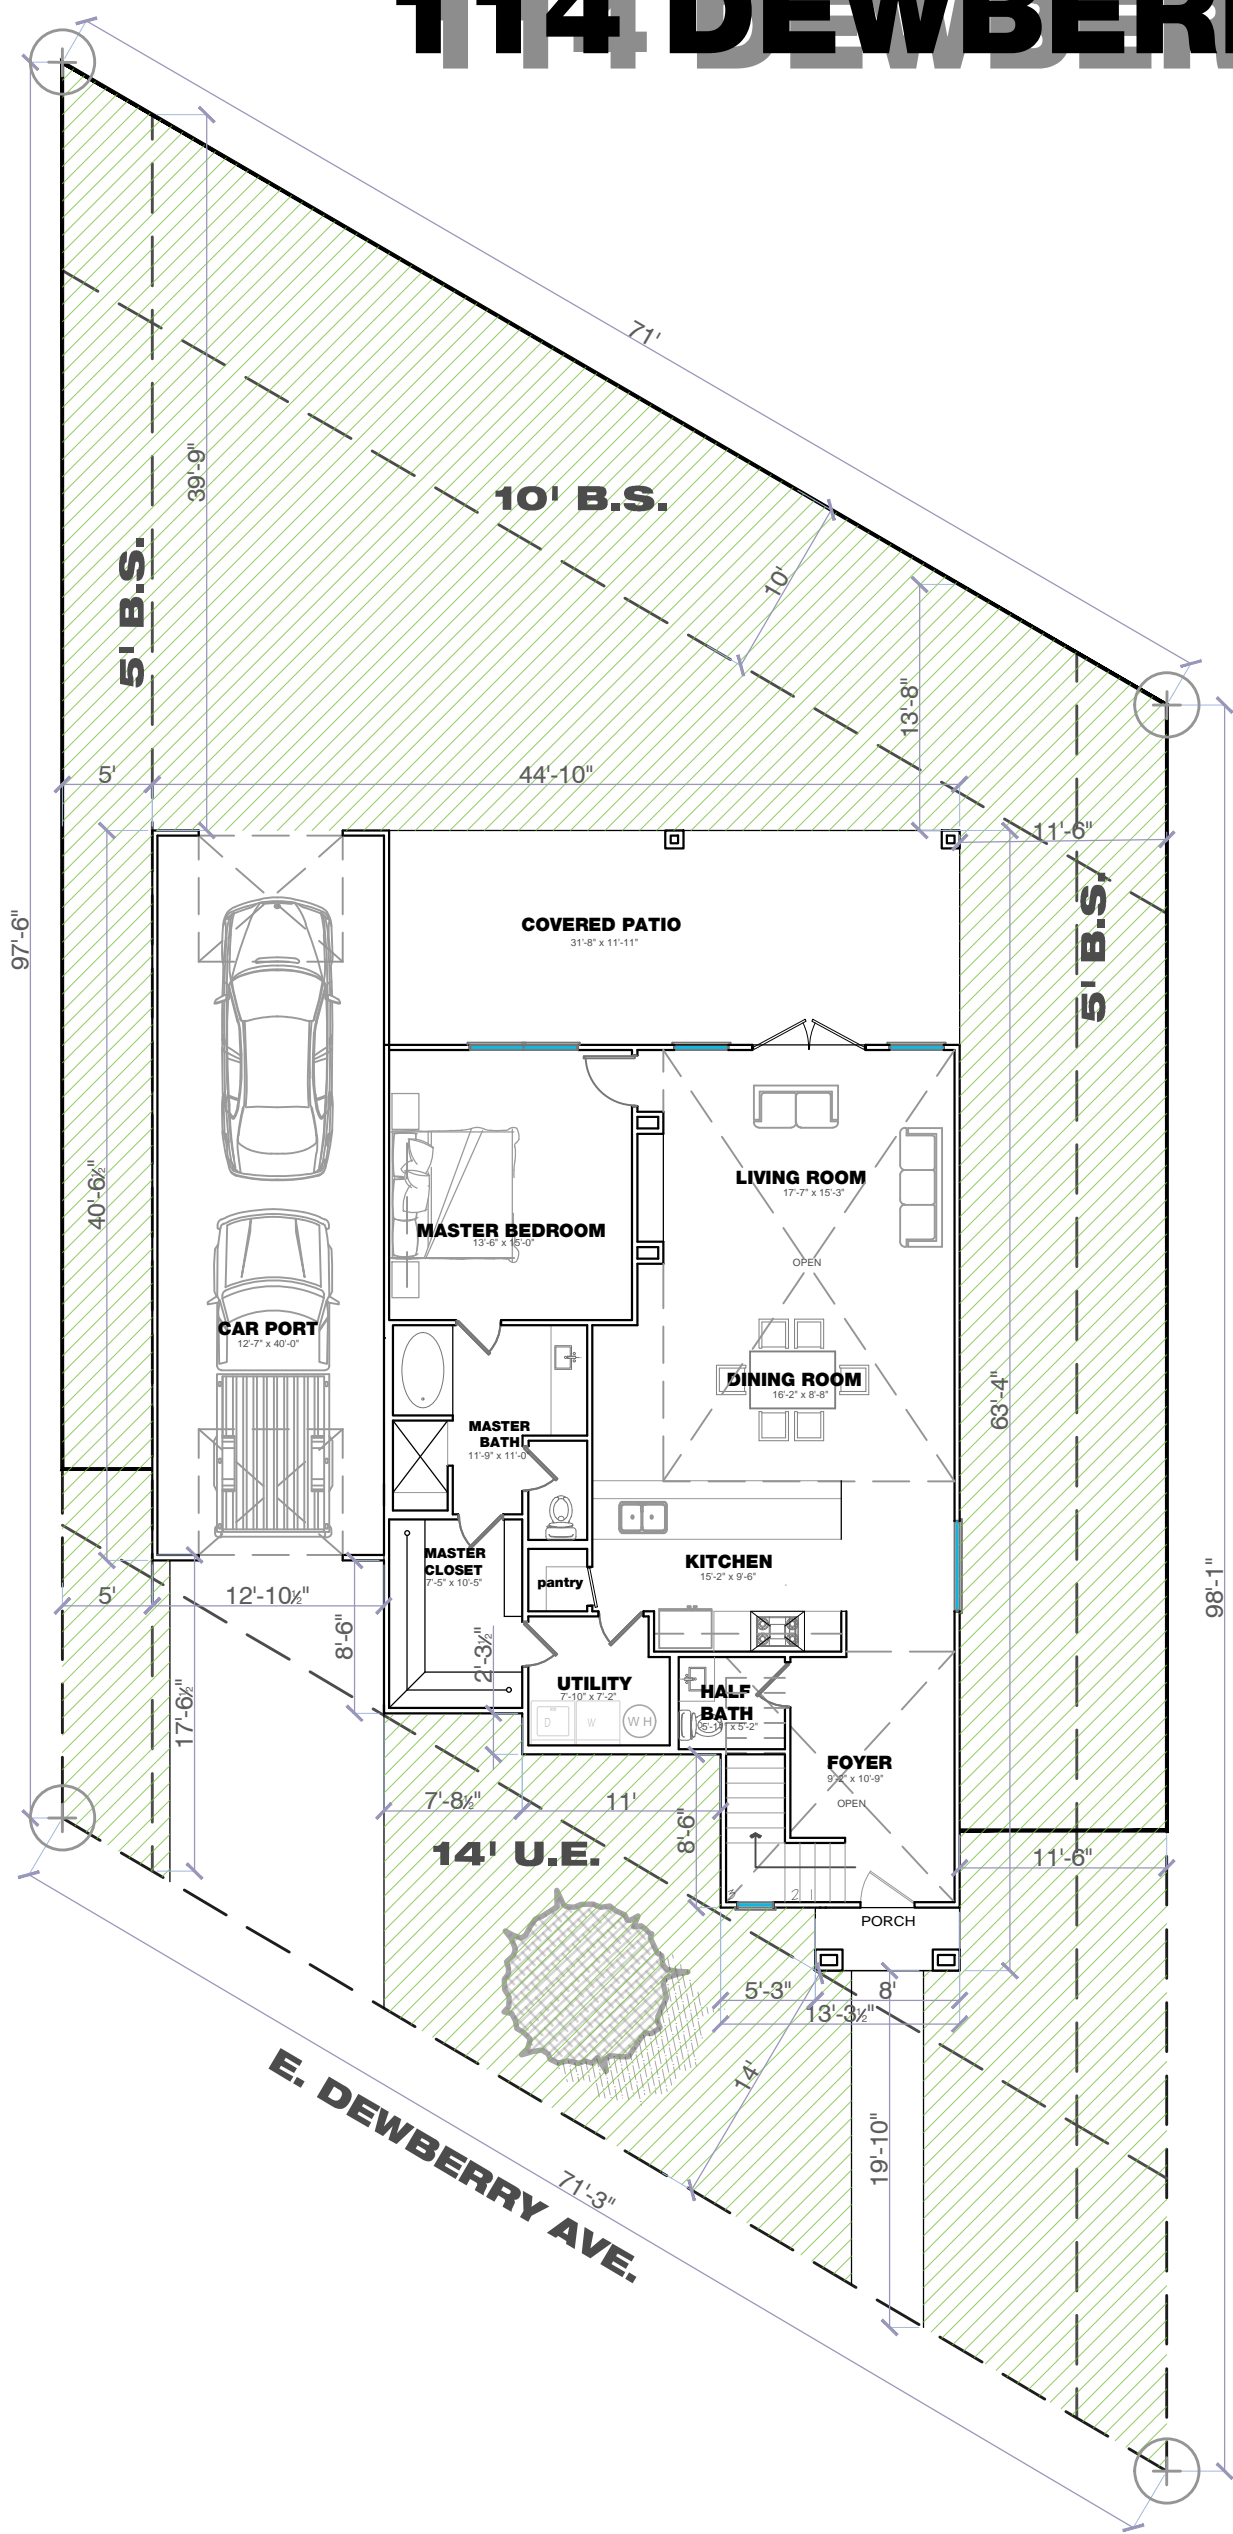 114 DEWBER
71'
39'-9"
10' B.S.
5' B.S.
10'
13'-8"
5'
44'-10"
11'-6"
97'-6"
COVERED PATIO
31'-8" x 11'-11"
5' B.S.
40'-6½"
LIVING ROOM
17'-7" x 15'-3"
MASTER BEDROOM
13'-6" x 15'-0"
OPEN
CAR PORT
12'-7" x 40'-0"
DINING ROOM
16'-2" x 8'-8"
63'-4"
MASTER
BATH
11'-9" x 11'-0"
MASTER
CLOSET
7'-5" x 10'-5"
KITCHEN
15'-2" x 9'-6"
pantry
5'
12'-10½"
8'-6"
98'-1"
2'-3½"
17'-6½"
UTILITY
7'-10" x 7'-2"
D
W
WH
HALF
BATH
x 5'-2"
FOYER
9'-2" x 10'-9"
OPEN
7'-8½"
11'
8'-6"
14' U.E.
11'-6"
3
2
1
PORCH
5'-3"
8'
13'-3½"
14'
E. DEWBERRY AVE.
71'-3"
19'-10"